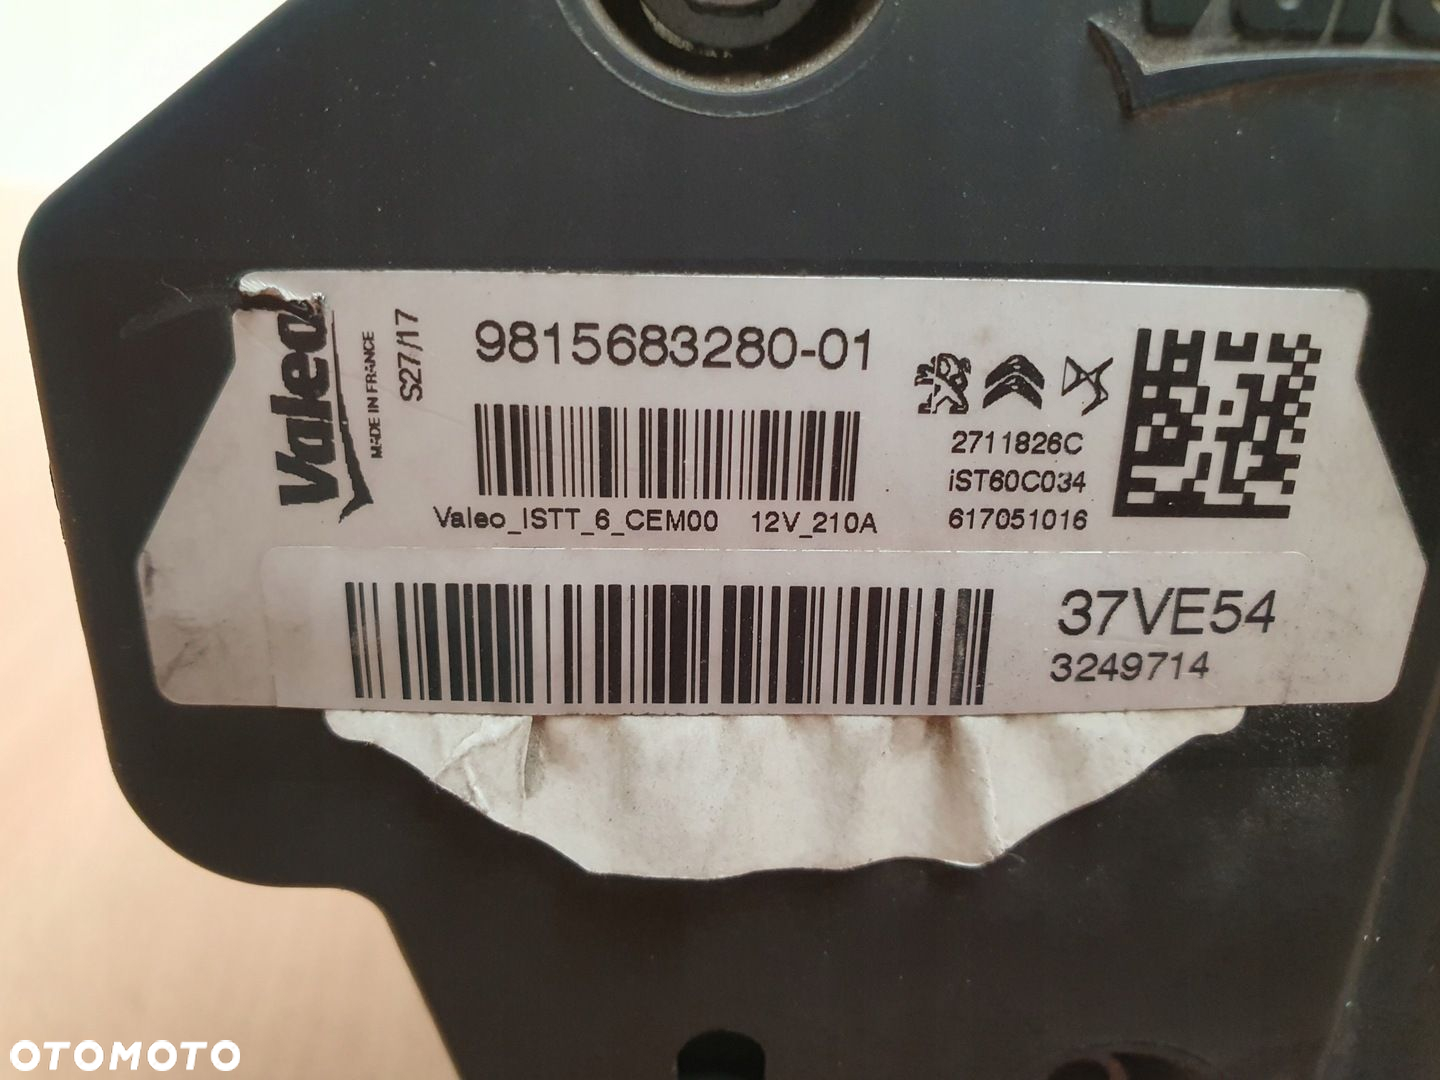 Valeo
MADE IN FRANCE
S27/17
9815683280-01
Valeo_ISTT_6_CEM00 12V_210A
2711826C
iST60C034
617051016
37VE54
3249714
OTOMOTO